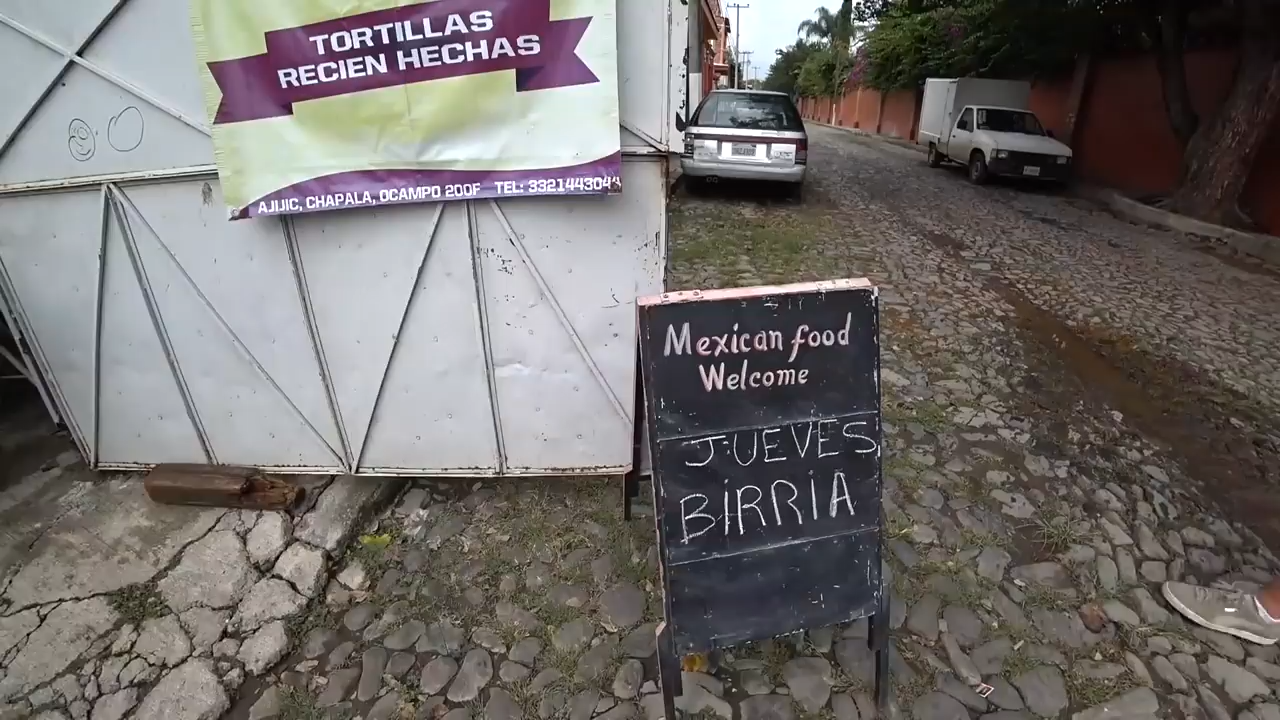 TORTILLAS
RECIEN HECHAS
AJIJIC, CHAPALA, OCAMPO 200F TEL: 3321443044
Mexican food
Welcome
JUEVES
BIRRIA